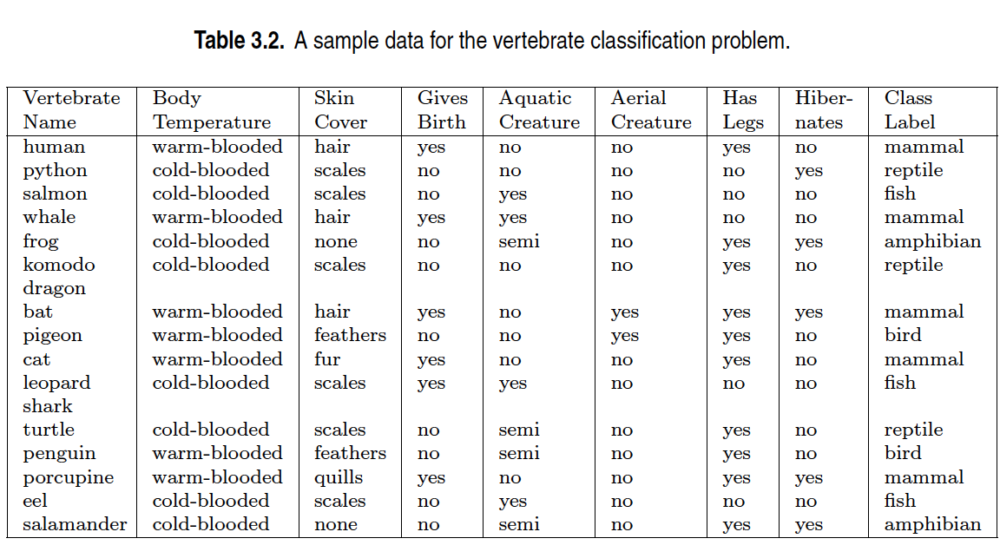 Table 3.2. A sample data for the vertebrate classification problem.
Vertebrate Body Skin Gives Aquatic Aerial Has Hiber- Class
Name Temperature Cover Birth Creature Creature Legs nates Label
human warm-blooded hair yes no no yes no mammal
python cold-blooded scales no no no no yes reptile
salmon cold-blooded scales no yes no no no fish
whale warm-blooded hair yes yes no no no mammal
frog cold-blooded none no semi no yes yes amphibian
komodo cold-blooded scales no no no yes no reptile
dragon
bat warm-blooded hair yes no yes yes yes mammal
pigeon warm-blooded feathers no no yes yes no bird
cat warm-blooded fur yes no no yes no mammal
leopard cold-blooded scales yes yes no no no fish
shark
turtle cold-blooded scales no semi no yes no reptile
penguin warm-blooded feathers no semi no yes no bird
porcupine warm-blooded quills yes no no yes yes mammal
eel cold-blooded scales no yes no no no fish
salamander cold-blooded none no semi no yes yes amphibian